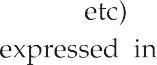 etc)
expressed in